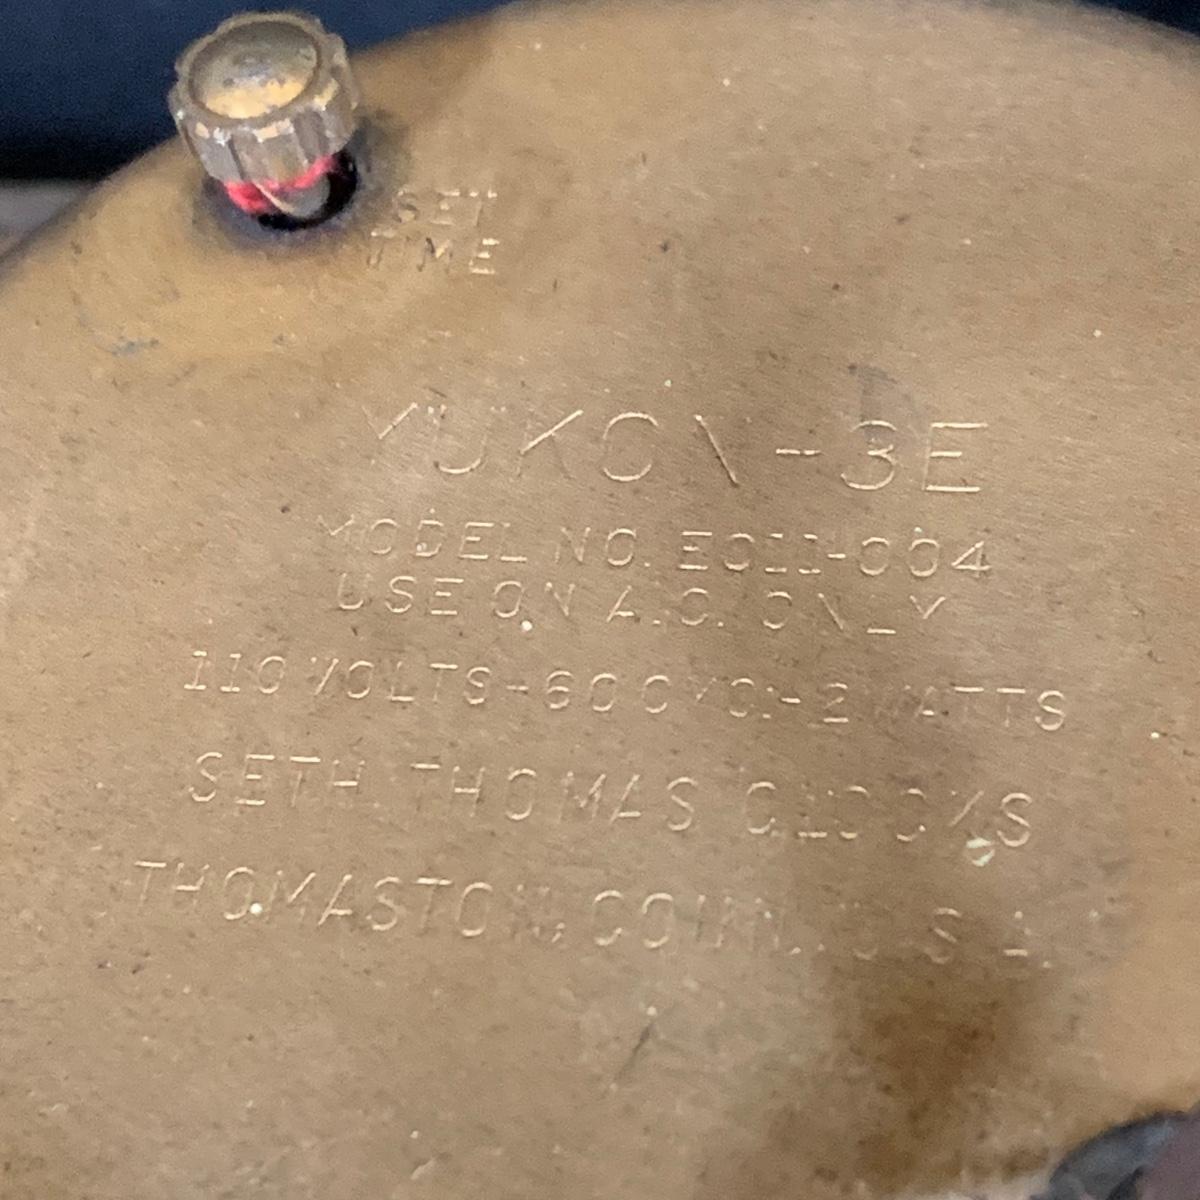 SET
TIME
YUKON-3E
MODEL NO. E011-004
USE ON A.C. ONLY
110 VOLTS-60 CYC.-2 WATTS
SETH THOMAS CLOCKS
THOMASTON, CONN., U.S.A.